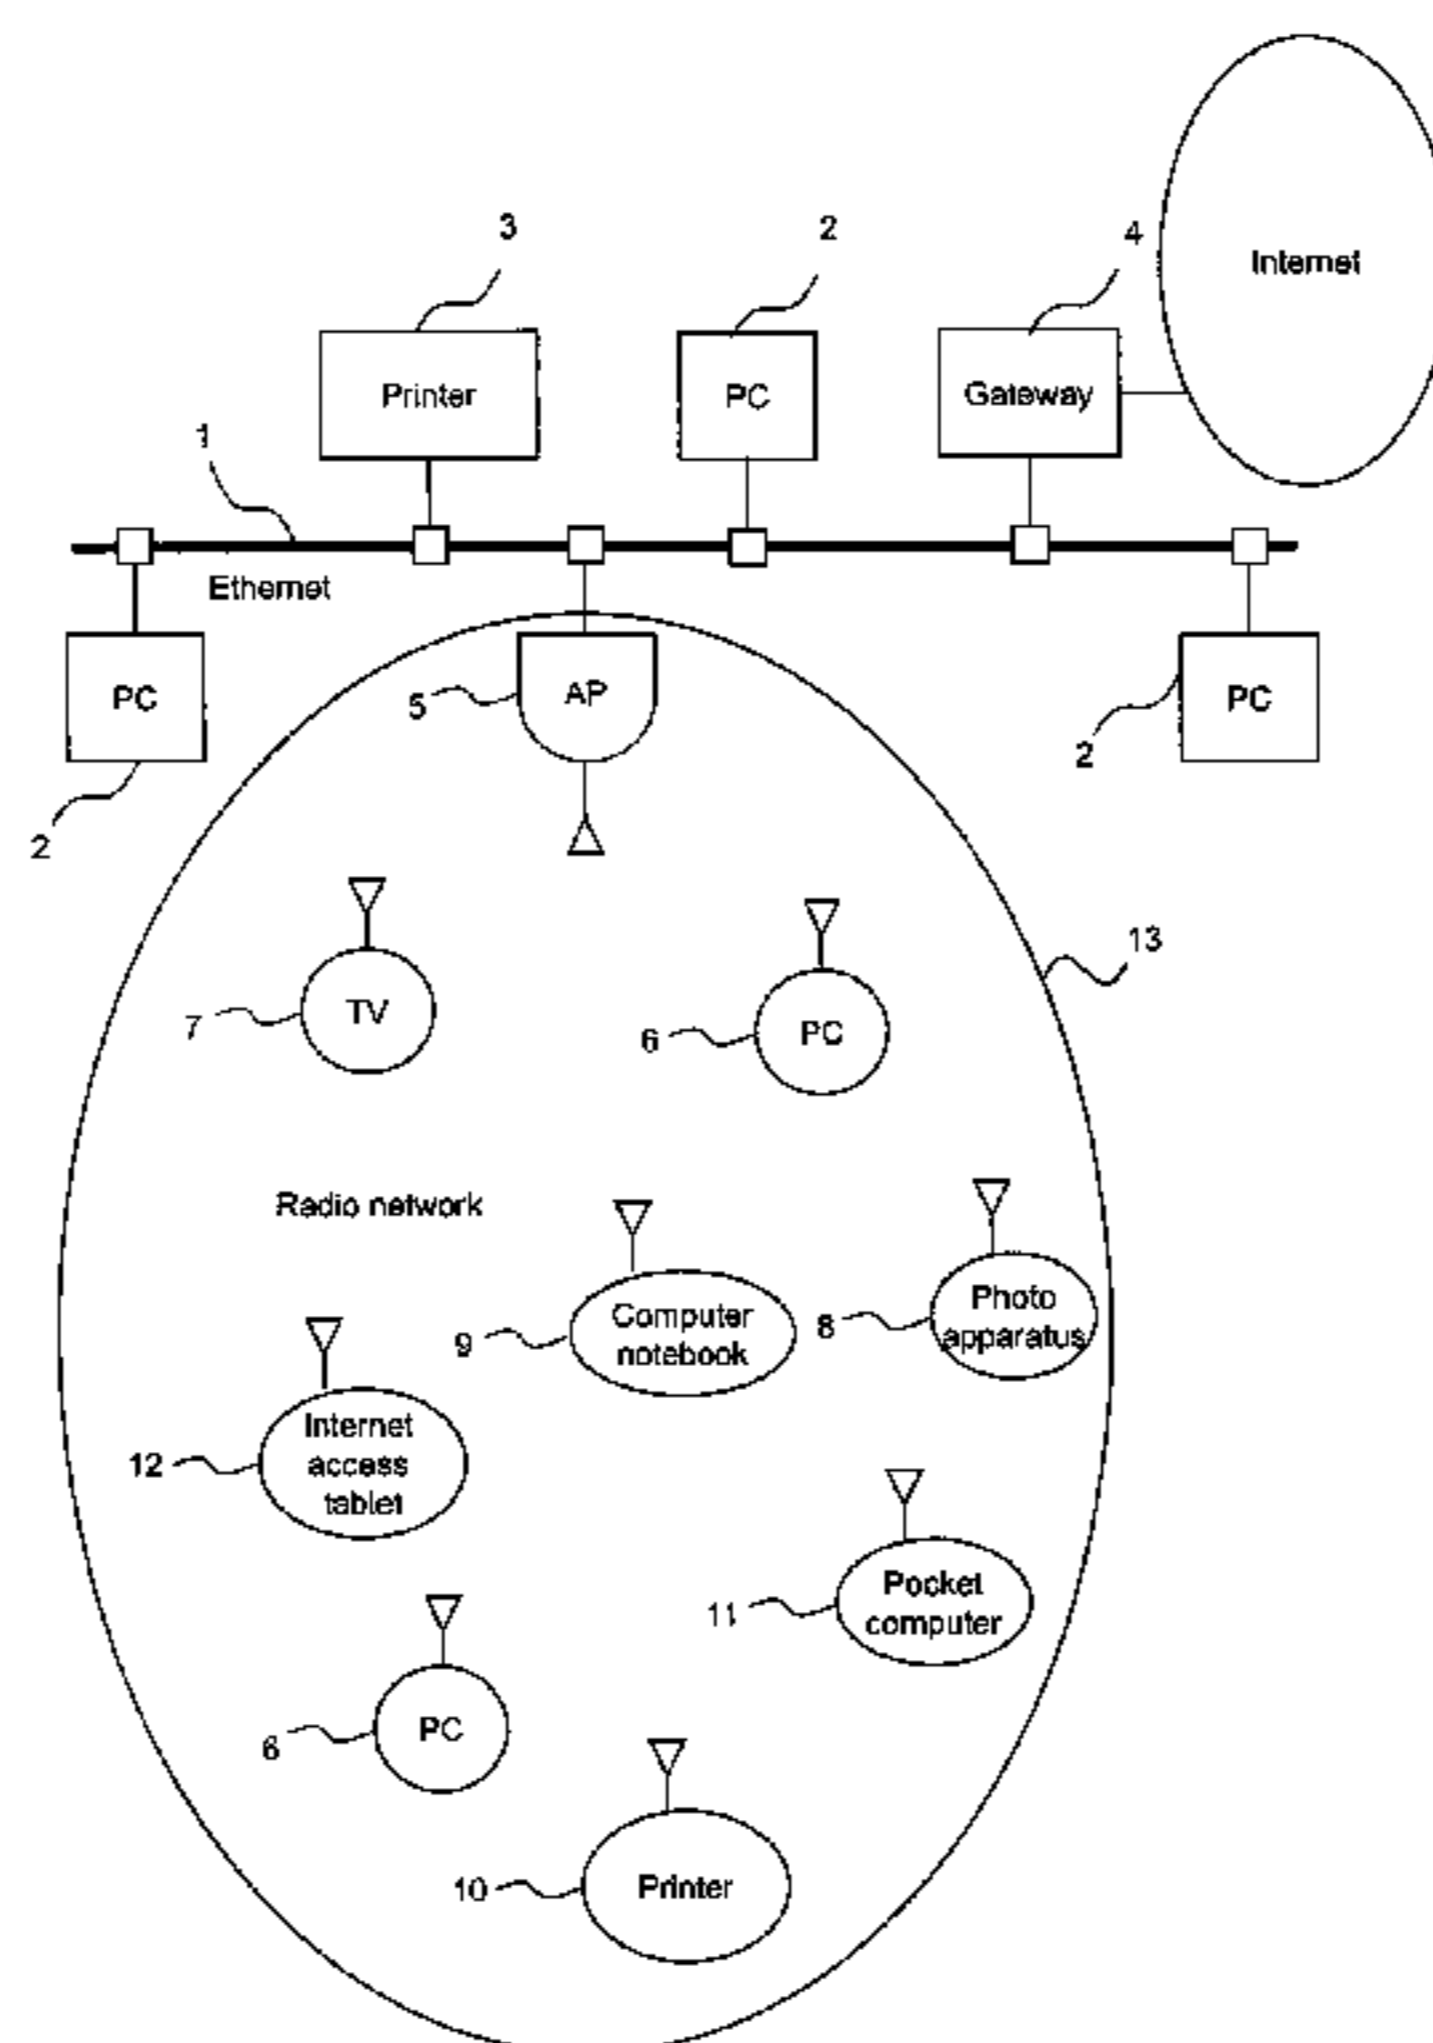 3
2
4
Internet
Printer
PC
Gateway
1
Ethernet
PC
5
AP
2
PC
2
13
7
TV
6
PC
Radio network
9
Computer
notebook
8
Photo
apparatus
12
Internet
access
tablet
11
Pocket
computer
6
PC
10
Printer